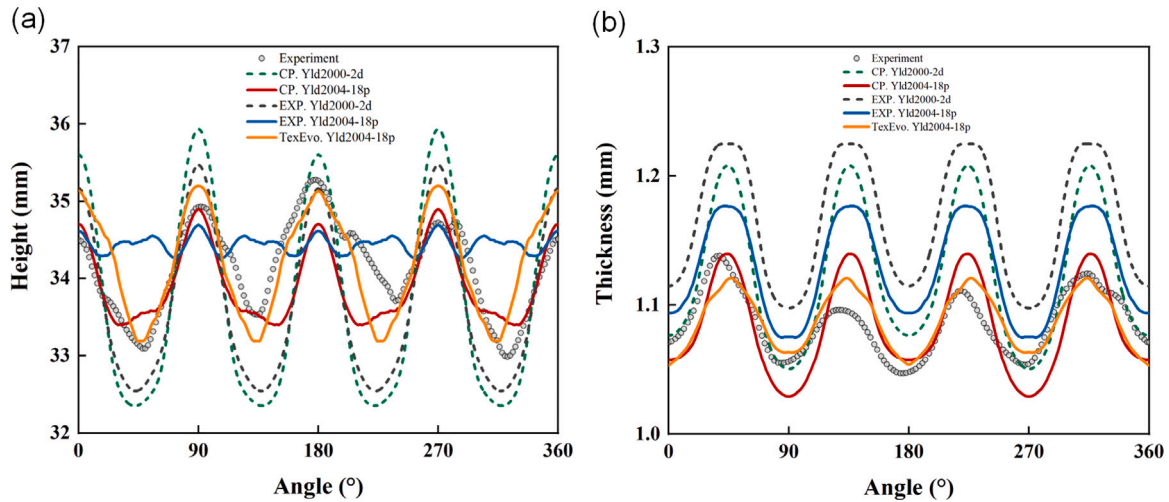 (a)
37
36
35
34
33
32
Height (mm)
Experiment
CP. Yld2000-2d
CP. Yld2004-18p
EXP. Yld2000-2d
EXP. Yld2004-18p
TexEvo. Yld2004-18p
0
90
180
270
360
Angle (°)
(b)
1.3
1.2
1.1
1.0
Thickness (mm)
Experiment
CP. Yld2000-2d
CP. Yld2004-18p
EXP. Yld2000-2d
EXP. Yld2004-18p
TexEvo. Yld2004-18p
0
90
180
270
360
Angle (°)